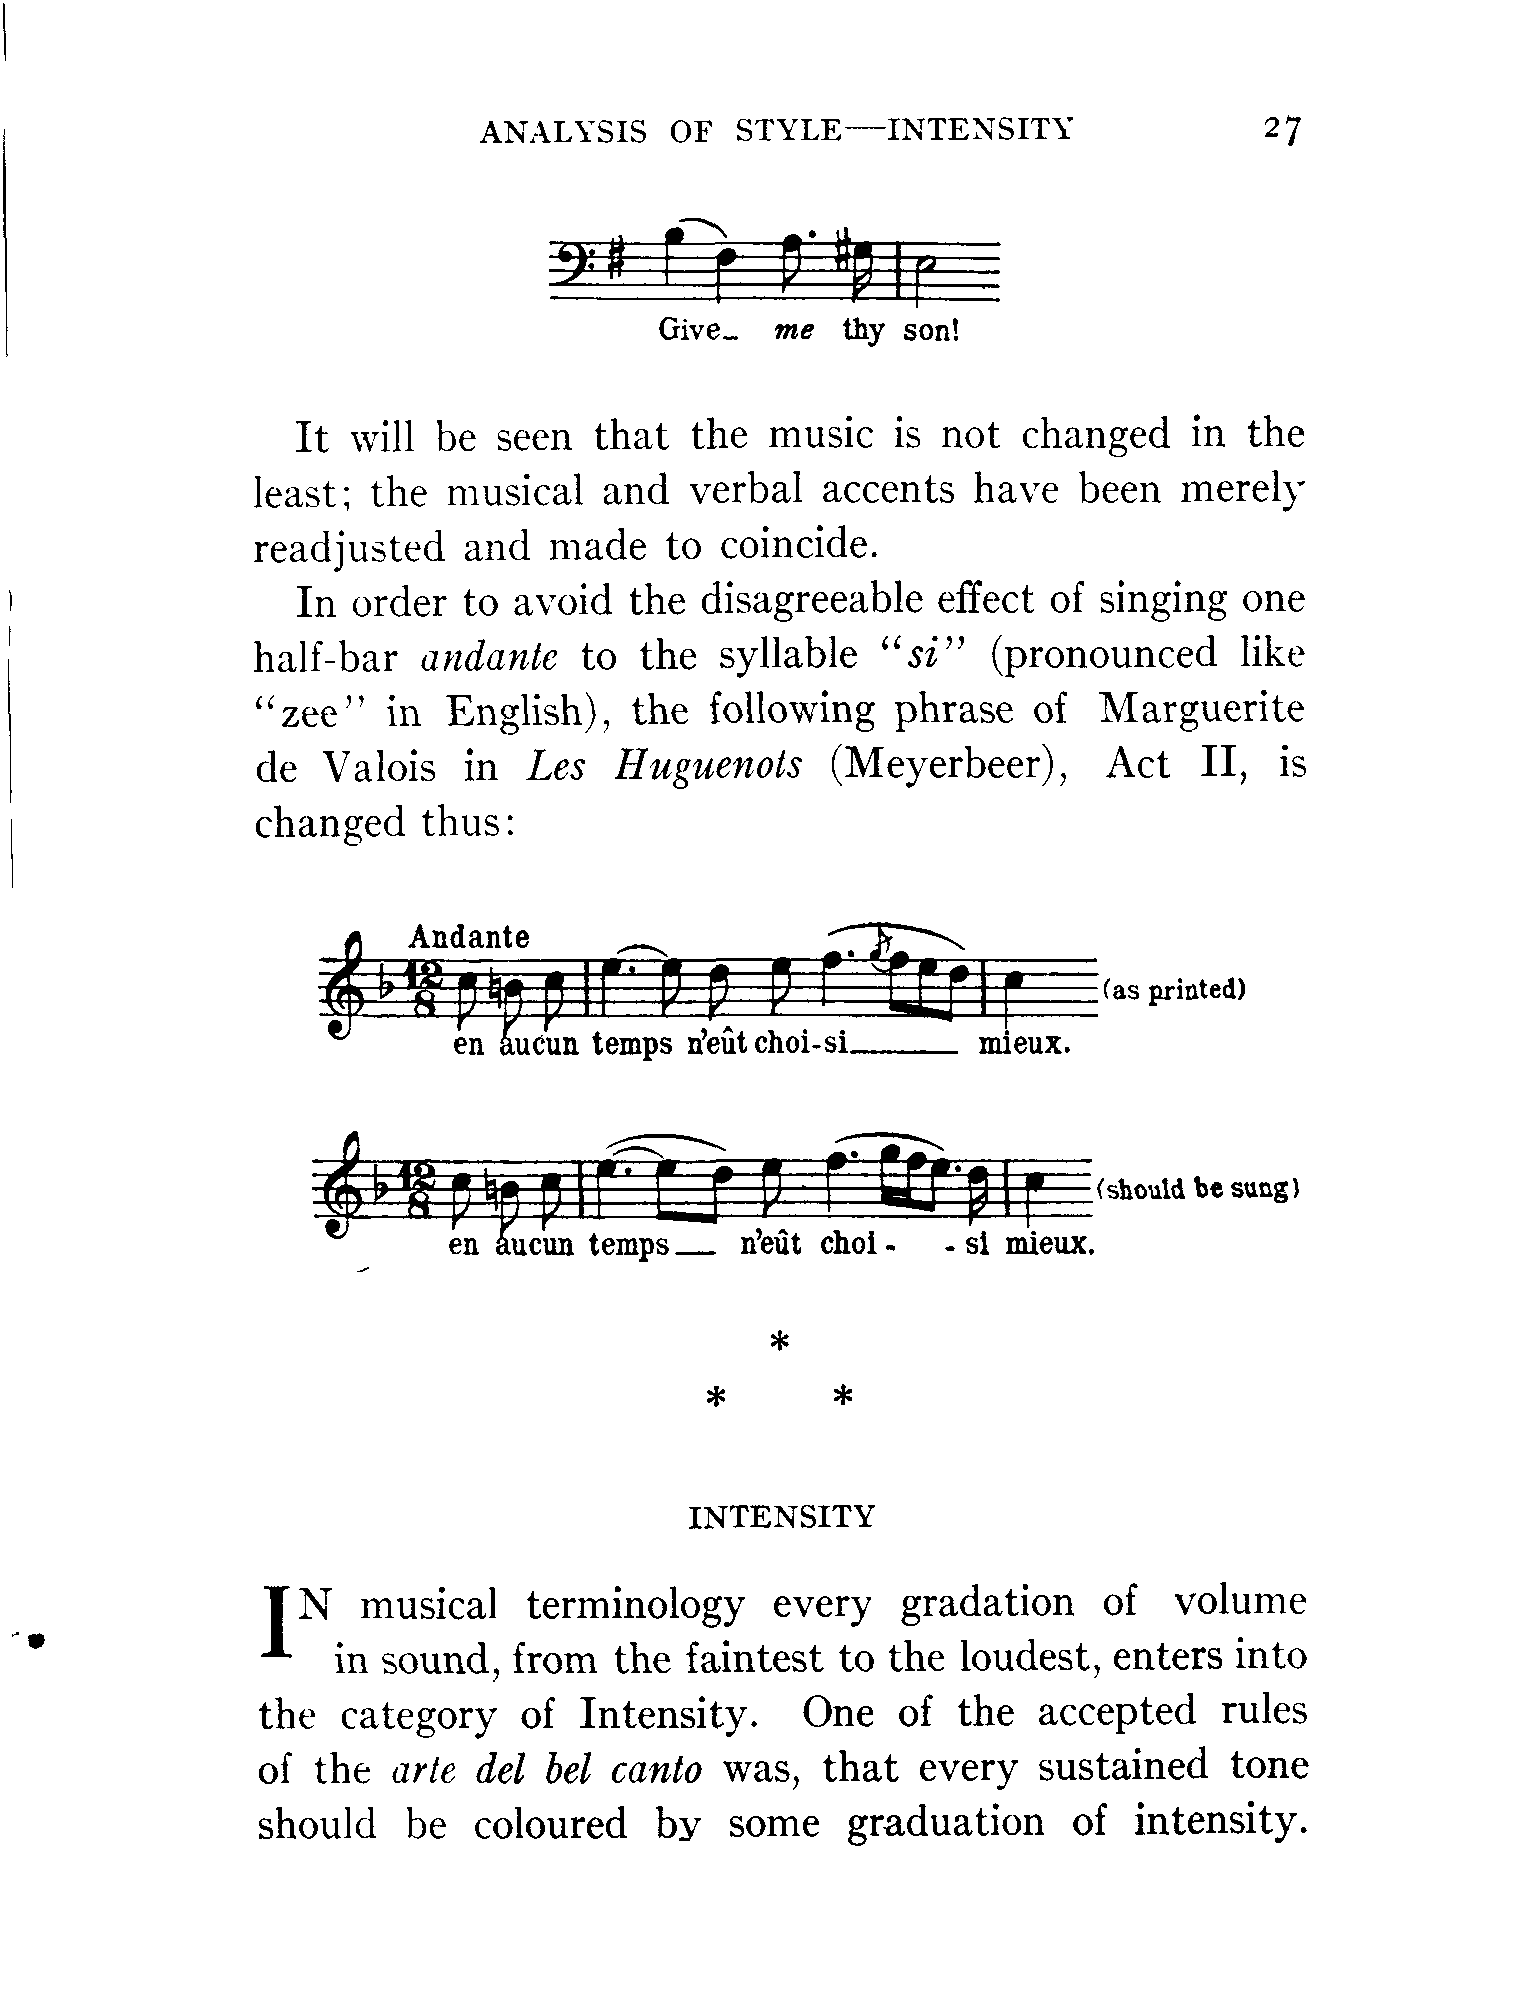 ANALYSIS OF STYLE—INTENSITY 27
Give_ me thy son!
It will be seen that the music is not changed in the
least; the musical and verbal accents have been merely
readjusted and made to coincide.
In order to avoid the disagreeable effect of singing one
half-bar andante to the syllable “si” (pronounced like
“zee” in English), the following phrase of Marguerite
de Valois in Les Huguenots (Meyerbeer), Act II, is
changed thus:
Andante
12
8
(as printed)
en aucun temps n’eût choi-si____ mieux.
12
8
(should be sung)
en aucun temps__ n’eût choi- - si mieux.
*
* *
INTENSITY
IN musical terminology every gradation of volume
in sound, from the faintest to the loudest, enters into
the category of Intensity. One of the accepted rules
of the arte del bel canto was, that every sustained tone
should be coloured by some graduation of intensity.